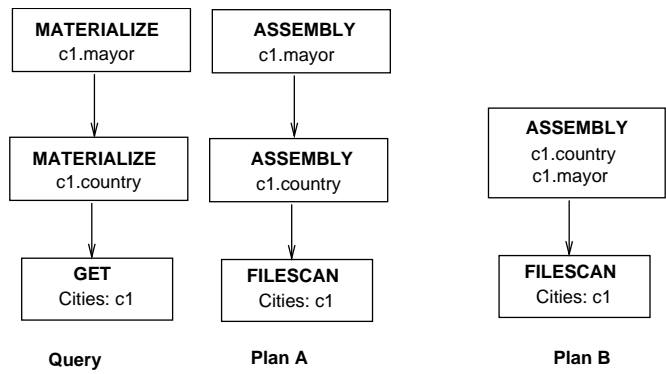 MATERIALIZE
c1.mayor
MATERIALIZE
c1.country
GET
Cities: c1
Query
ASSEMBLY
c1.mayor
ASSEMBLY
c1.country
FILESCAN
Cities: c1
Plan A
ASSEMBLY
c1.country
c1.mayor
FILESCAN
Cities: c1
Plan B